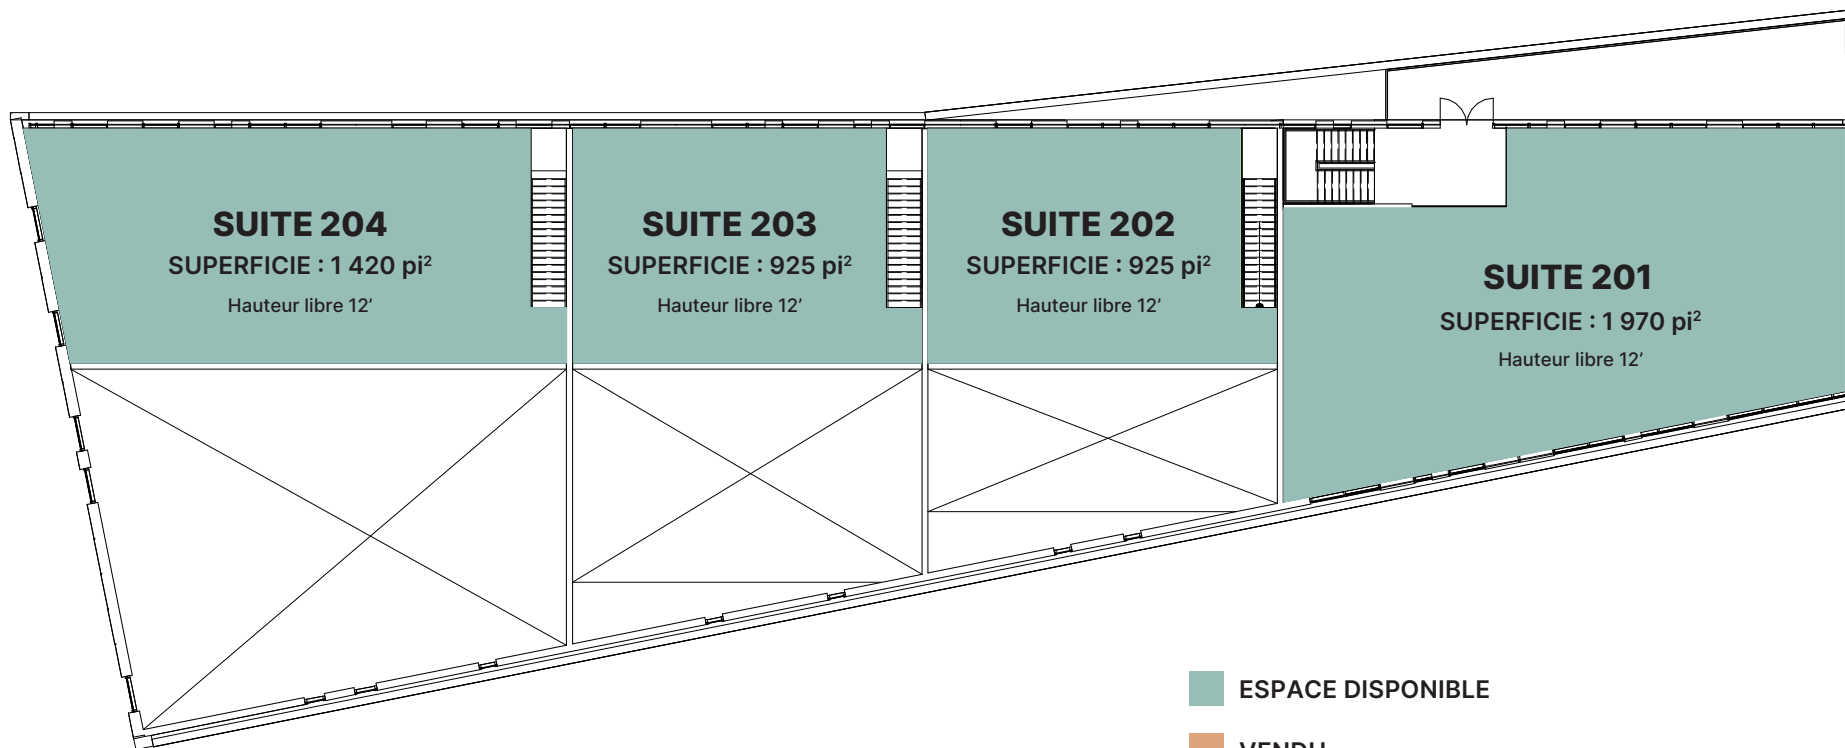 SUITE 204
SUPERFICIE : 1 420 pi²
Hauteur libre 12’
SUITE 203
SUPERFICIE : 925 pi²
Hauteur libre 12’
SUITE 202
SUPERFICIE : 925 pi²
Hauteur libre 12’
SUITE 201
SUPERFICIE : 1 970 pi²
Hauteur libre 12’
ESPACE DISPONIBLE
VENDU